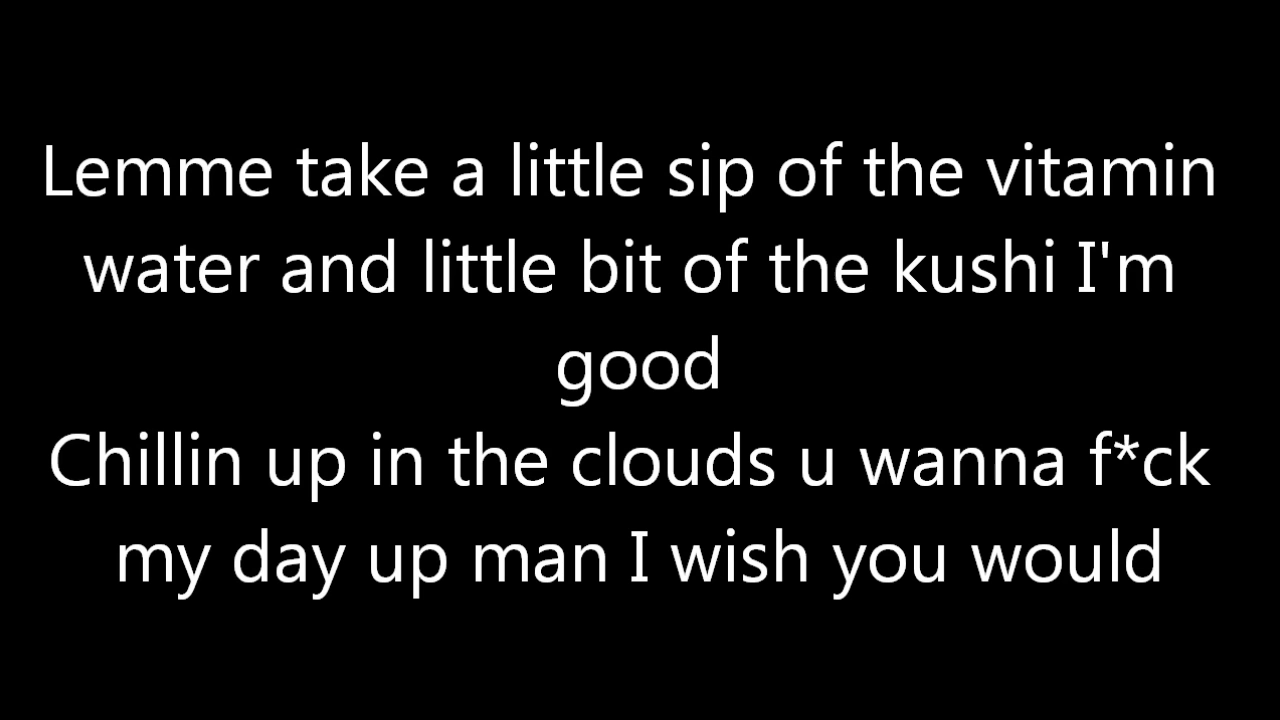 Lemme take a little sip of the vitamin
water and little bit of the kushi I'm
good
Chillin up in the clouds u wanna f*ck
my day up man I wish you would